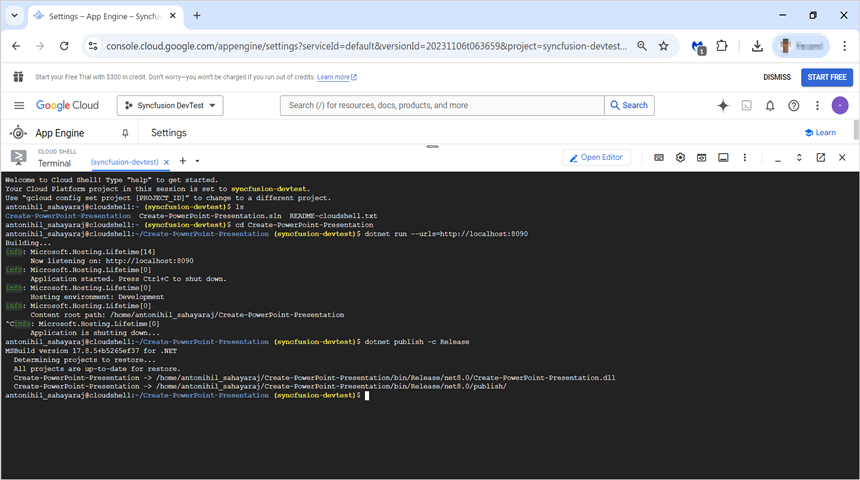 Settings – App Engine – Syncfu
console.cloud.google.com/appengine/settings?serviceId=default&versionId=20231106t063659&project=syncfusion-devtest...
1
Start your Free Trial with $300 in credit. Don't worry—you won't be charged if you run out of credits. Learn more
DISMISS
START FREE
Google Cloud
Syncfusion DevTest
Search (/) for resources, docs, products, and more
Search
App Engine
Settings
Learn
CLOUD SHELL
Terminal
(syncfusion-devtest)
Open Editor
Welcome to Cloud Shell! Type "help" to get started.
Your Cloud Platform project in this session is set to syncfusion-devtest.
Use "gcloud config set project [PROJECT_ID]" to change to a different project.
antonihil_sahayaraj@cloudshell:~ (syncfusion-devtest)$ ls
Create-PowerPoint-Presentation  Create-PowerPoint-Presentation.sln  README-cloudshell.txt
antonihil_sahayaraj@cloudshell:~ (syncfusion-devtest)$ cd Create-PowerPoint-Presentation
antonihil_sahayaraj@cloudshell:~/Create-PowerPoint-Presentation (syncfusion-devtest)$ dotnet run --urls=http://localhost:8090
Building...
info: Microsoft.Hosting.Lifetime[14]
Now listening on: http://localhost:8090
info: Microsoft.Hosting.Lifetime[0]
Application started. Press Ctrl+C to shut down.
info: Microsoft.Hosting.Lifetime[0]
Hosting environment: Development
info: Microsoft.Hosting.Lifetime[0]
Content root path: /home/antonihil_sahayaraj/Create-PowerPoint-Presentation
^Cinfo: Microsoft.Hosting.Lifetime[0]
Application is shutting down...
antonihil_sahayaraj@cloudshell:~/Create-PowerPoint-Presentation (syncfusion-devtest)$ dotnet publish -c Release
MSBuild version 17.8.5+b5265ef37 for .NET
Determining projects to restore...
All projects are up-to-date for restore.
Create-PowerPoint-Presentation -> /home/antonihil_sahayaraj/Create-PowerPoint-Presentation/bin/Release/net8.0/Create-PowerPoint-Presentation.dll
Create-PowerPoint-Presentation -> /home/antonihil_sahayaraj/Create-PowerPoint-Presentation/bin/Release/net8.0/publish/
antonihil_sahayaraj@cloudshell:~/Create-PowerPoint-Presentation (syncfusion-devtest)$